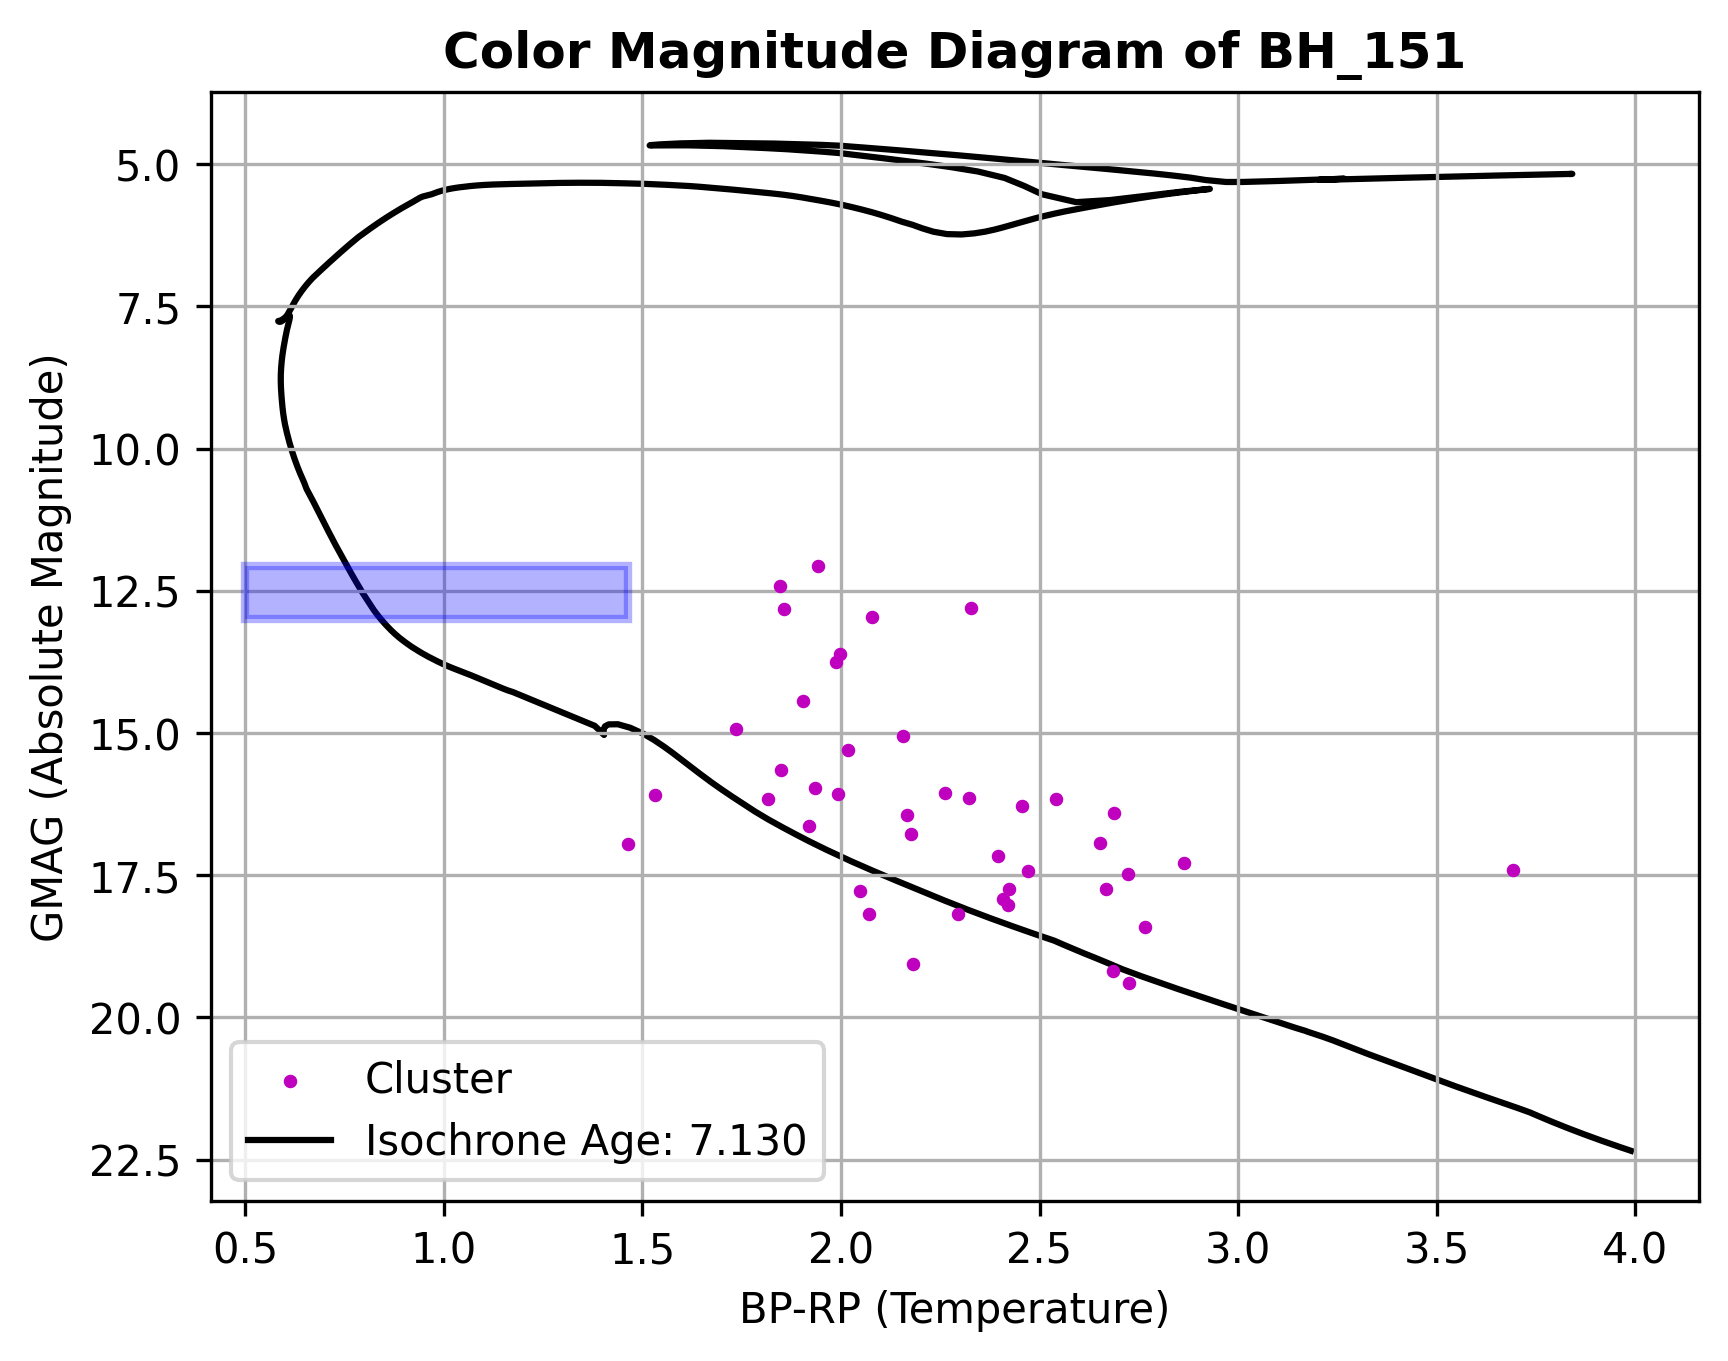 Color Magnitude Diagram of BH_151
GMAG (Absolute Magnitude)
5.0
7.5
10.0
12.5
15.0
17.5
20.0
22.5
Cluster
Isochrone Age: 7.130
0.5 1.0 1.5 2.0 2.5 3.0 3.5 4.0
BP-RP (Temperature)